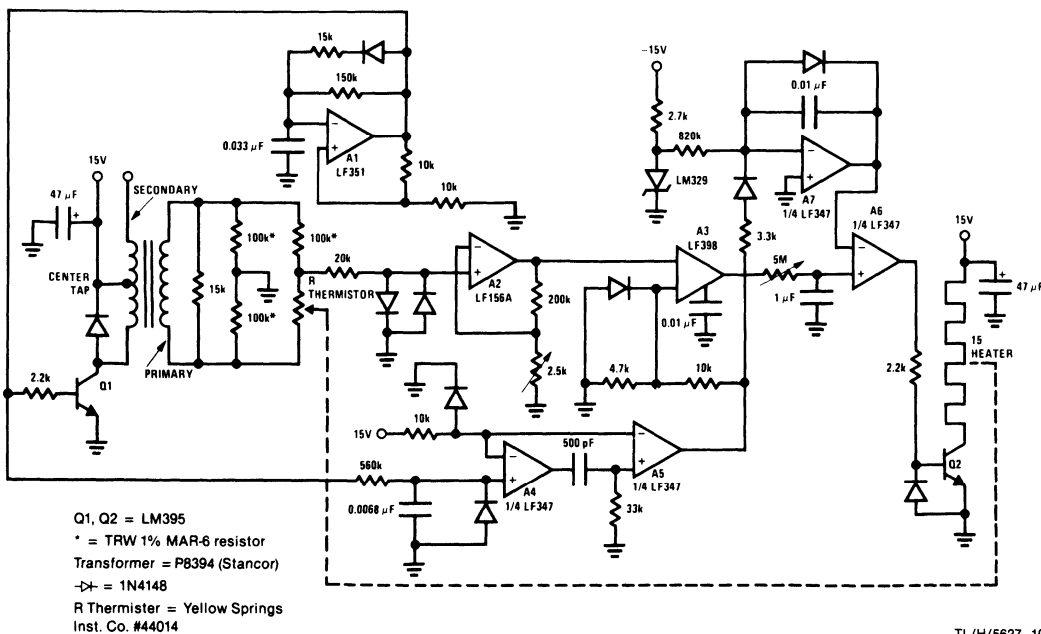 15k
150k
0.033 μF
A1
LF351
10k
10k
15V
47 μF
+
SECONDARY
CENTER
TAP
PRIMARY
15k
100k*
100k*
100k*
R
THERMISTOR
20k
A2
LF156A
200k
2.5k
A3
LF398
0.01 μF
4.7k
10k
-15V
2.7k
820k
LM329
0.01 μF
A7
1/4 LF347
3.3k
5M
1 μF
A6
1/4 LF347
15V
+
47 μF
15
HEATER
2.2k
Q2
2.2k
Q1
15V
10k
500 pF
A5
1/4 LF347
560k
0.0068 μF
A4
1/4 LF347
33k
Q1, Q2 = LM395
* = TRW 1% MAR-6 resistor
Transformer = P8394 (Stancor)
= 1N4148
R Thermister = Yellow Springs
Inst. Co. #44014